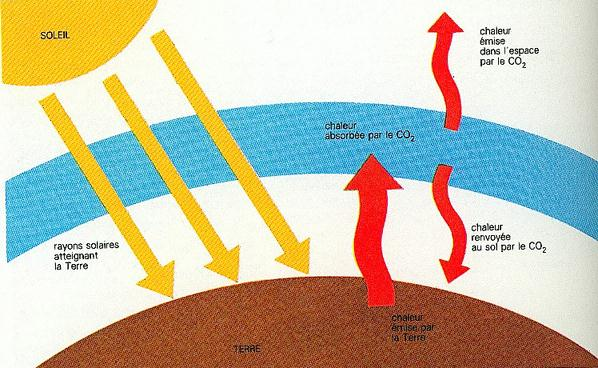 SOLEIL
chaleur
émise
dans l'espace
par le CO₂
chaleur
absorbée par le CO₂
rayons solaires
atteignant
la Terre
chaleur
renvoyée
au sol par le CO₂
chaleur
émise par
la Terre
TERRE